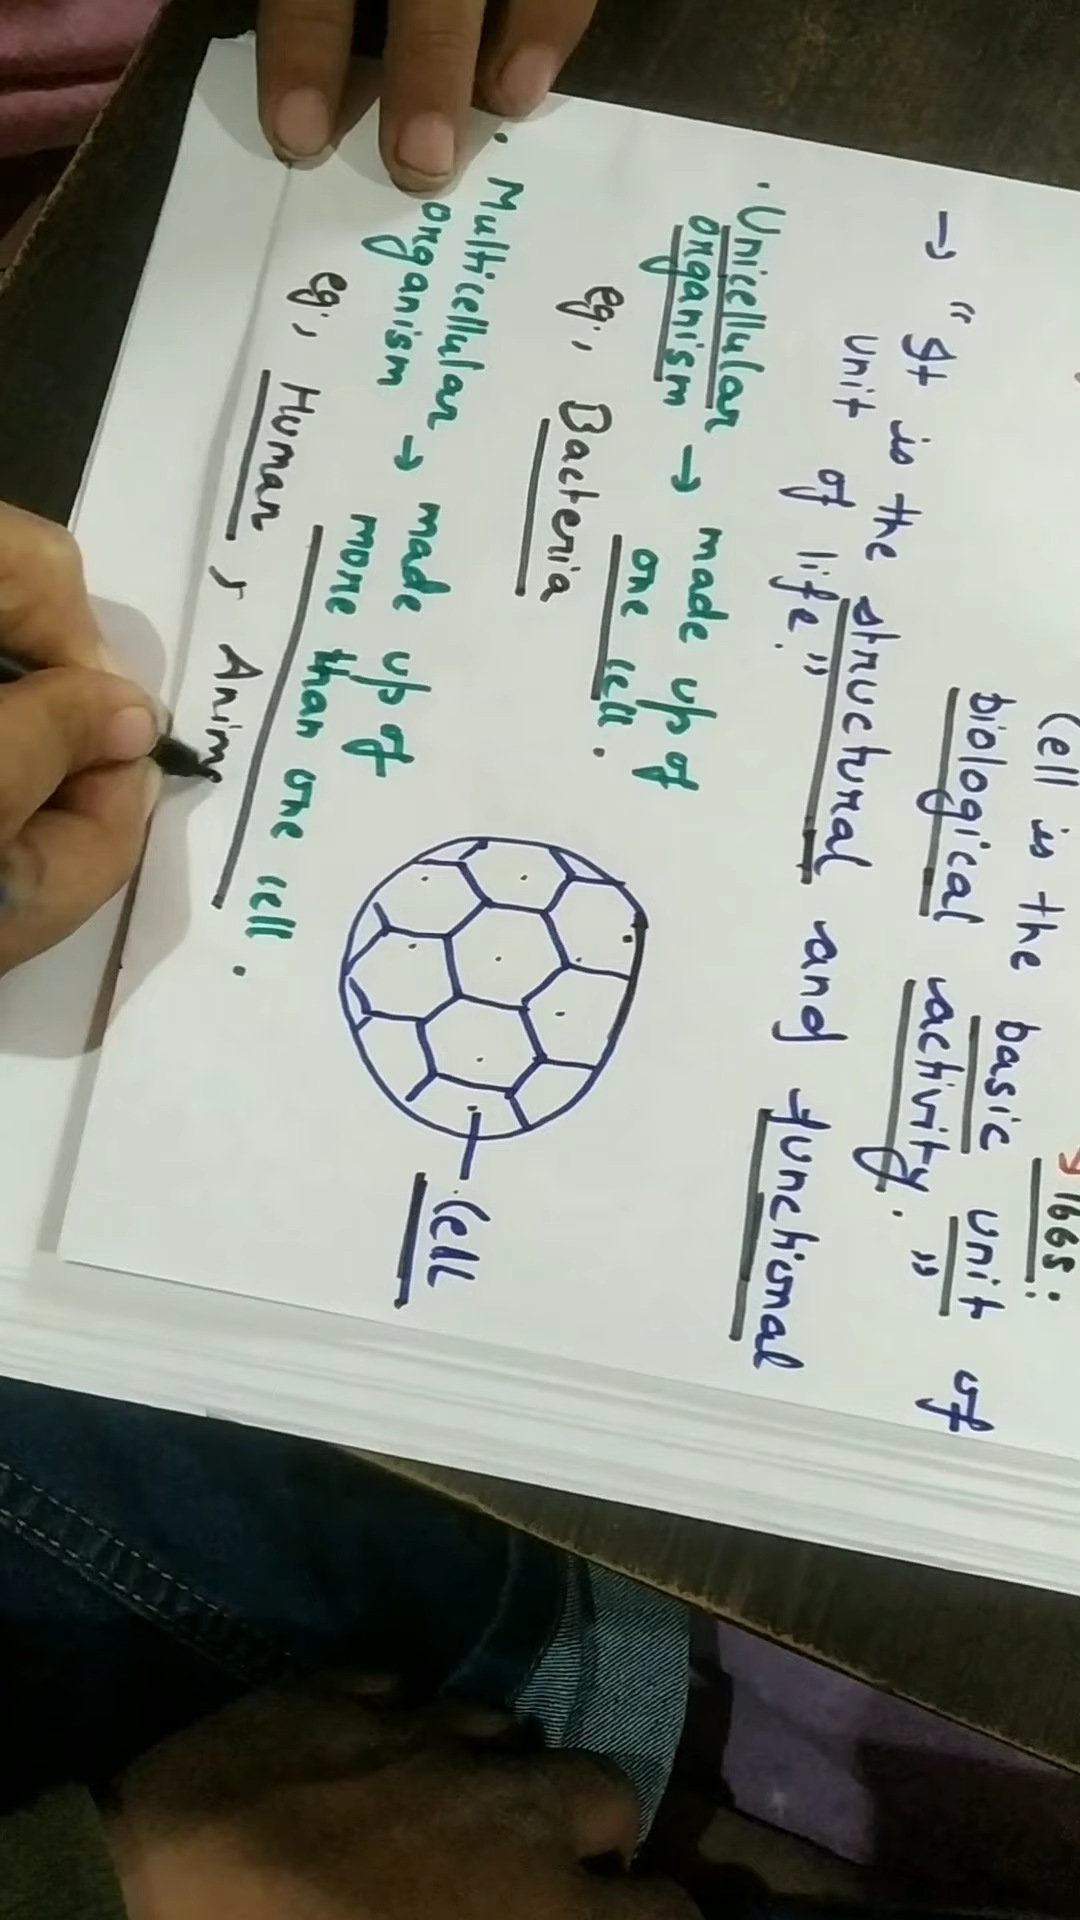 1665:
Cell is the basic unit of
biological activity."
→ "It is the structural and functional
unit of life."
· Unicellular → made up of
organism one cell.
eg:, Bacteria
· Multicellular → made up of
organism more than one cell.
eg:, Human, Anim
Cell